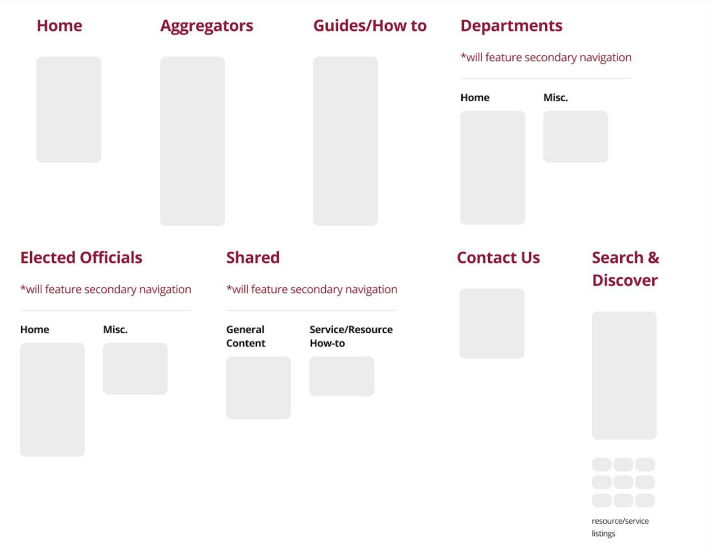 Home
Aggregators
Guides/How to
Departments
*will feature secondary navigation
Home
Misc.
Elected Officials
*will feature secondary navigation
Home
Misc.
Shared
*will feature secondary navigation
General
Content
Service/Resource
How-to
Contact Us
Search &
Discover
resource/service
listings